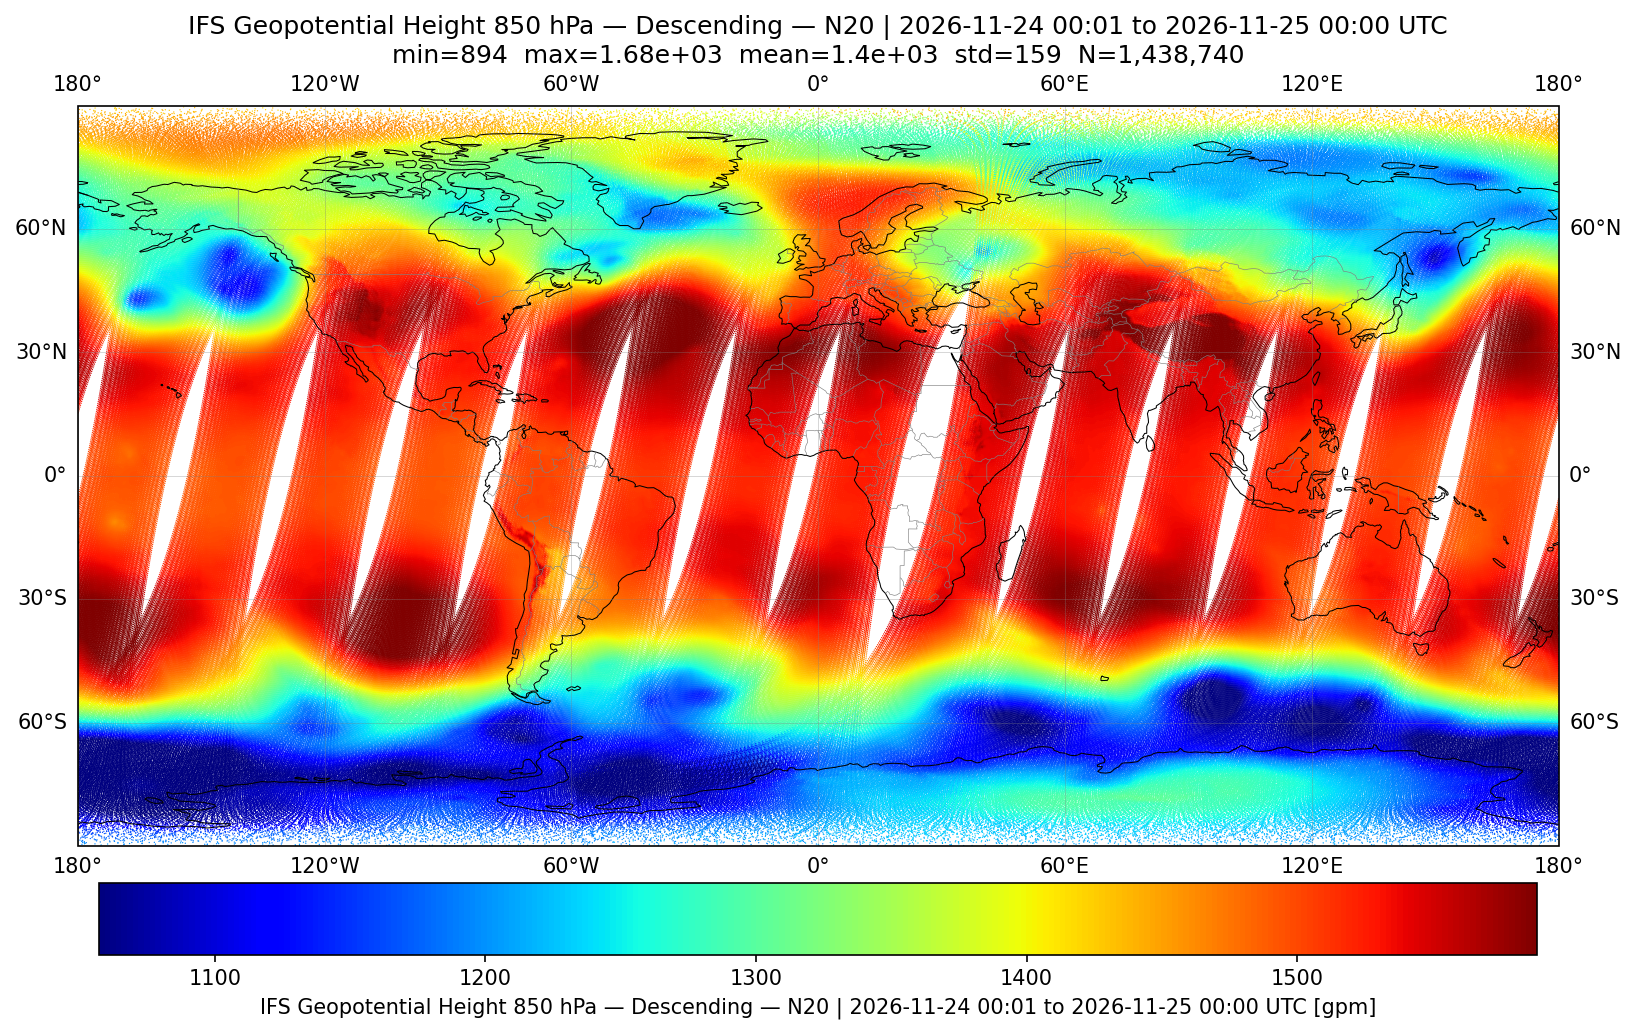 IFS Geopotential Height 850 hPa — Descending — N20 | 2026-11-24 00:01 to 2026-11-25 00:00 UTC
min=894 max=1.68e+03 mean=1.4e+03 std=159 N=1,438,740
180° 120°W 60°W 0° 60°E 120°E 180°
60°N 60°N
30°N 30°N
0° 0°
30°S 30°S
60°S 60°S
180° 120°W 60°W 0° 60°E 120°E 180°
1100 1200 1300 1400 1500
IFS Geopotential Height 850 hPa — Descending — N20 | 2026-11-24 00:01 to 2026-11-25 00:00 UTC [gpm]